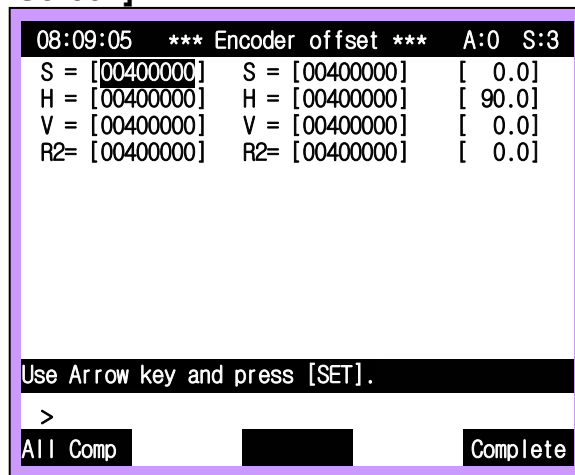 08:09:05 *** Encoder offset *** A:0 S:3
S = [00400000] S = [00400000] [ 0.0]
H = [00400000] H = [00400000] [ 90.0]
V = [00400000] V = [00400000] [ 0.0]
R2= [00400000] R2= [00400000] [ 0.0]
Use Arrow key and press [SET].
>
All Comp Complete